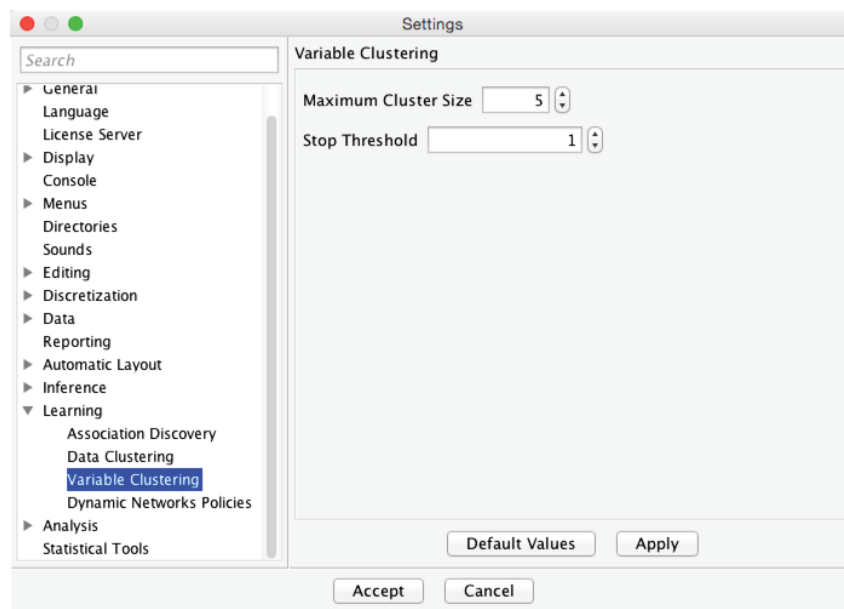 Settings
Search
General
Language
License Server
Display
Console
Menus
Directories
Sounds
Editing
Discretization
Data
Reporting
Automatic Layout
Inference
Learning
Association Discovery
Data Clustering
Variable Clustering
Dynamic Networks Policies
Analysis
Statistical Tools
Variable Clustering
Maximum Cluster Size 5
Stop Threshold 1
Default Values Apply
Accept Cancel